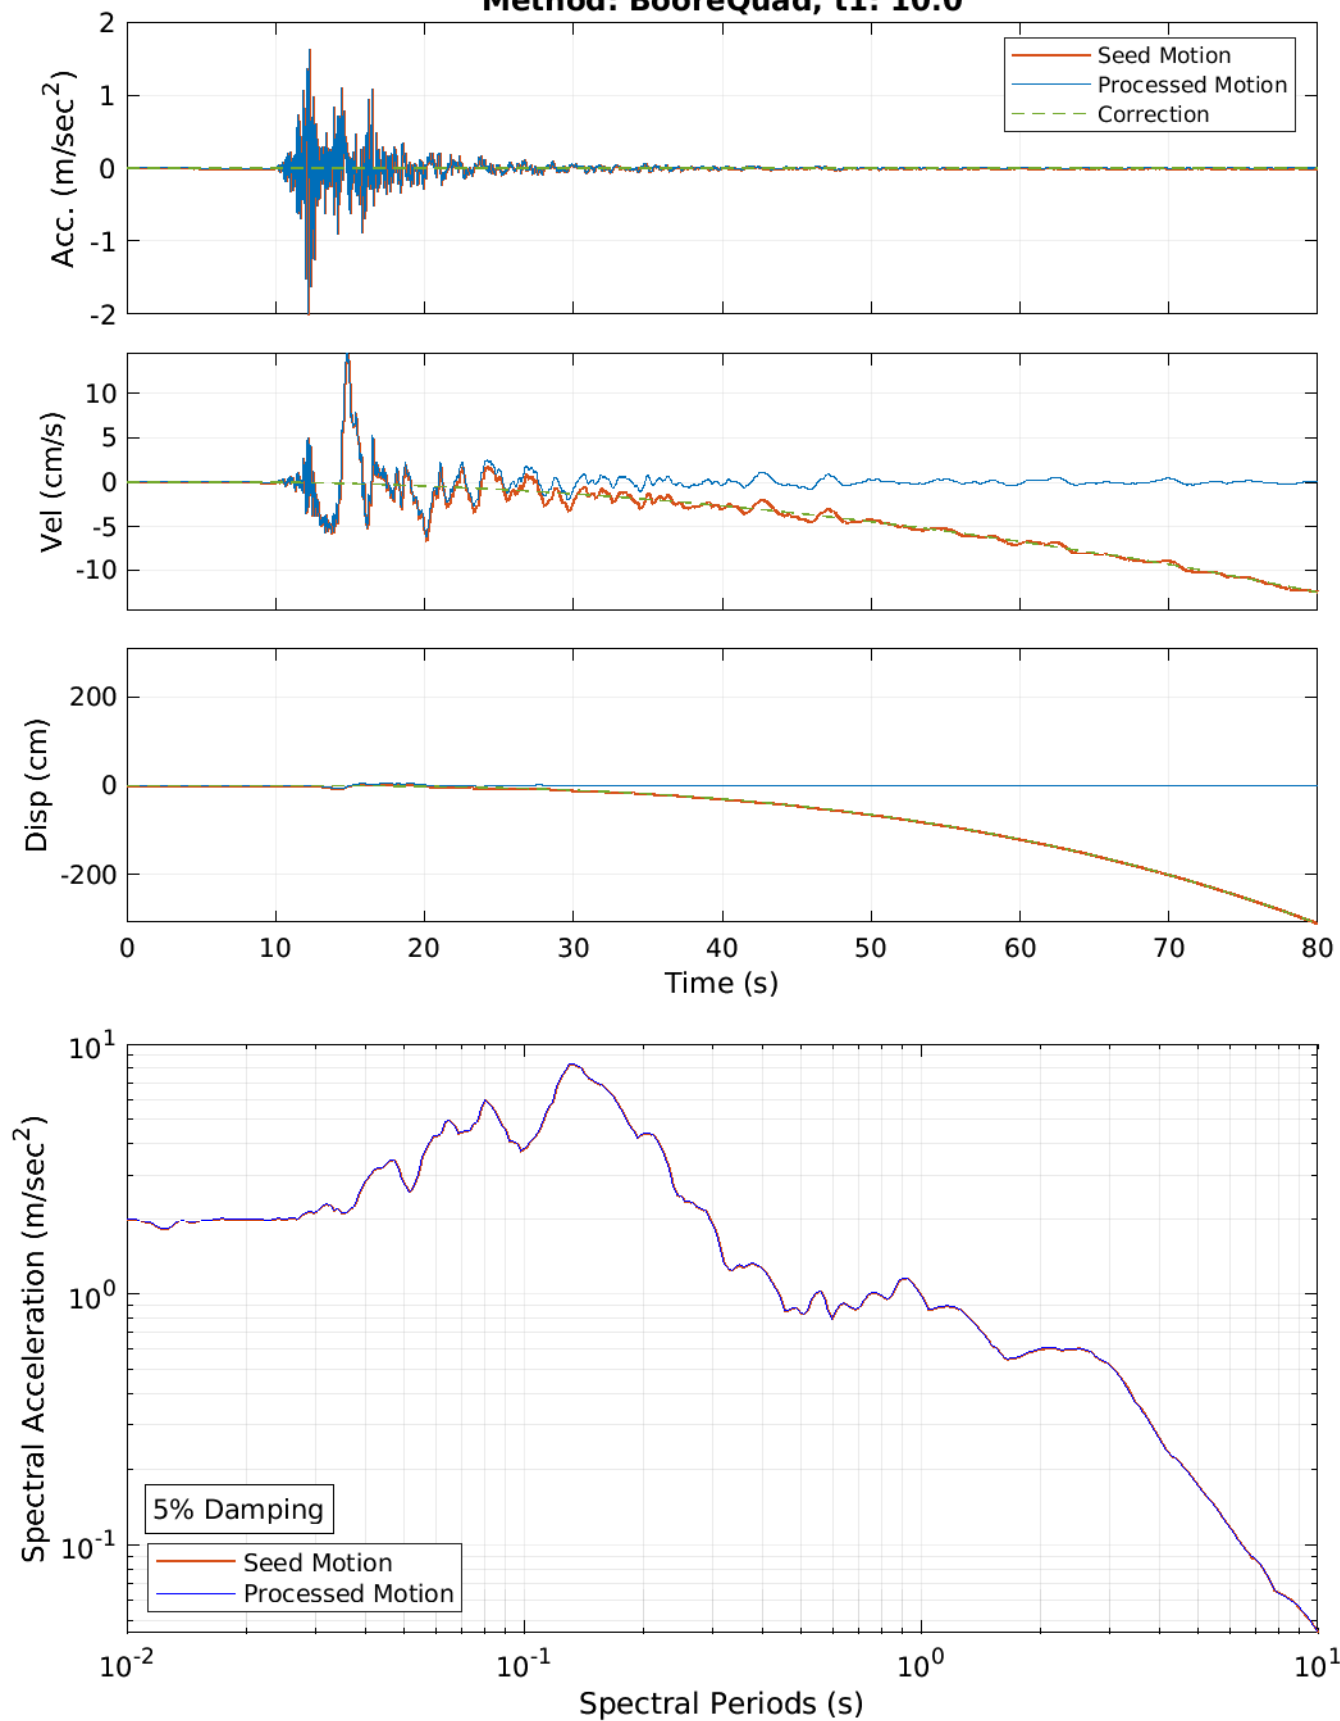 Method: BooreQuad, t1: 10.0
2
1
0
-1
-2
Acc. (m/sec²)
Seed Motion
Processed Motion
Correction
10
5
0
-5
-10
Vel (cm/s)
200
0
-200
Disp (cm)
0 10 20 30 40 50 60 70 80
Time (s)
10¹
10⁰
10⁻¹
Spectral Acceleration (m/sec²)
5% Damping
Seed Motion
Processed Motion
10⁻² 10⁻¹ 10⁰ 10¹
Spectral Periods (s)